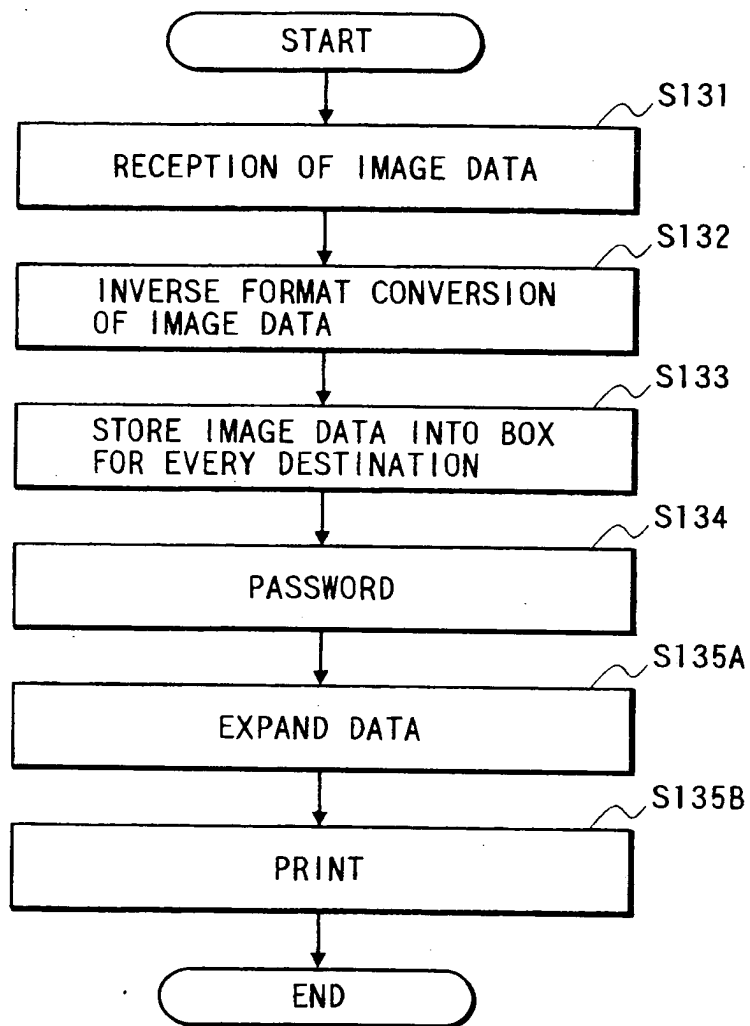 START
S131
RECEPTION OF IMAGE DATA
S132
INVERSE FORMAT CONVERSION
OF IMAGE DATA
S133
STORE IMAGE DATA INTO BOX
FOR EVERY DESTINATION
S134
PASSWORD
S135A
EXPAND DATA
S135B
PRINT
END